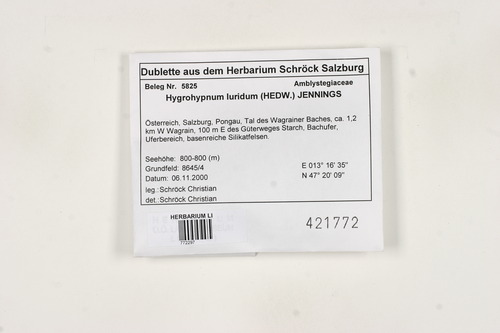 Dublette aus dem Herbarium Schröck Salzburg
Beleg Nr. 5825 Amblystegiaceae
Hygrohypnum luridum (HEDW.) JENNINGS
Österreich, Salzburg, Pongau, Tal des Wagrainer Baches, ca. 1,2
km W Wagrain, 100 m E des Güterweges Starch, Bachufer,
Uferbereich, basenreiche Silikatfelsen.
Seehöhe: 800-800 (m) E 013° 16' 35"
Grundfeld: 8645/4 N 47° 20' 09"
Datum: 06.11.2000
leg.: Schröck Christian
det.: Schröck Christian
HERBARIUM LI
772297
421772